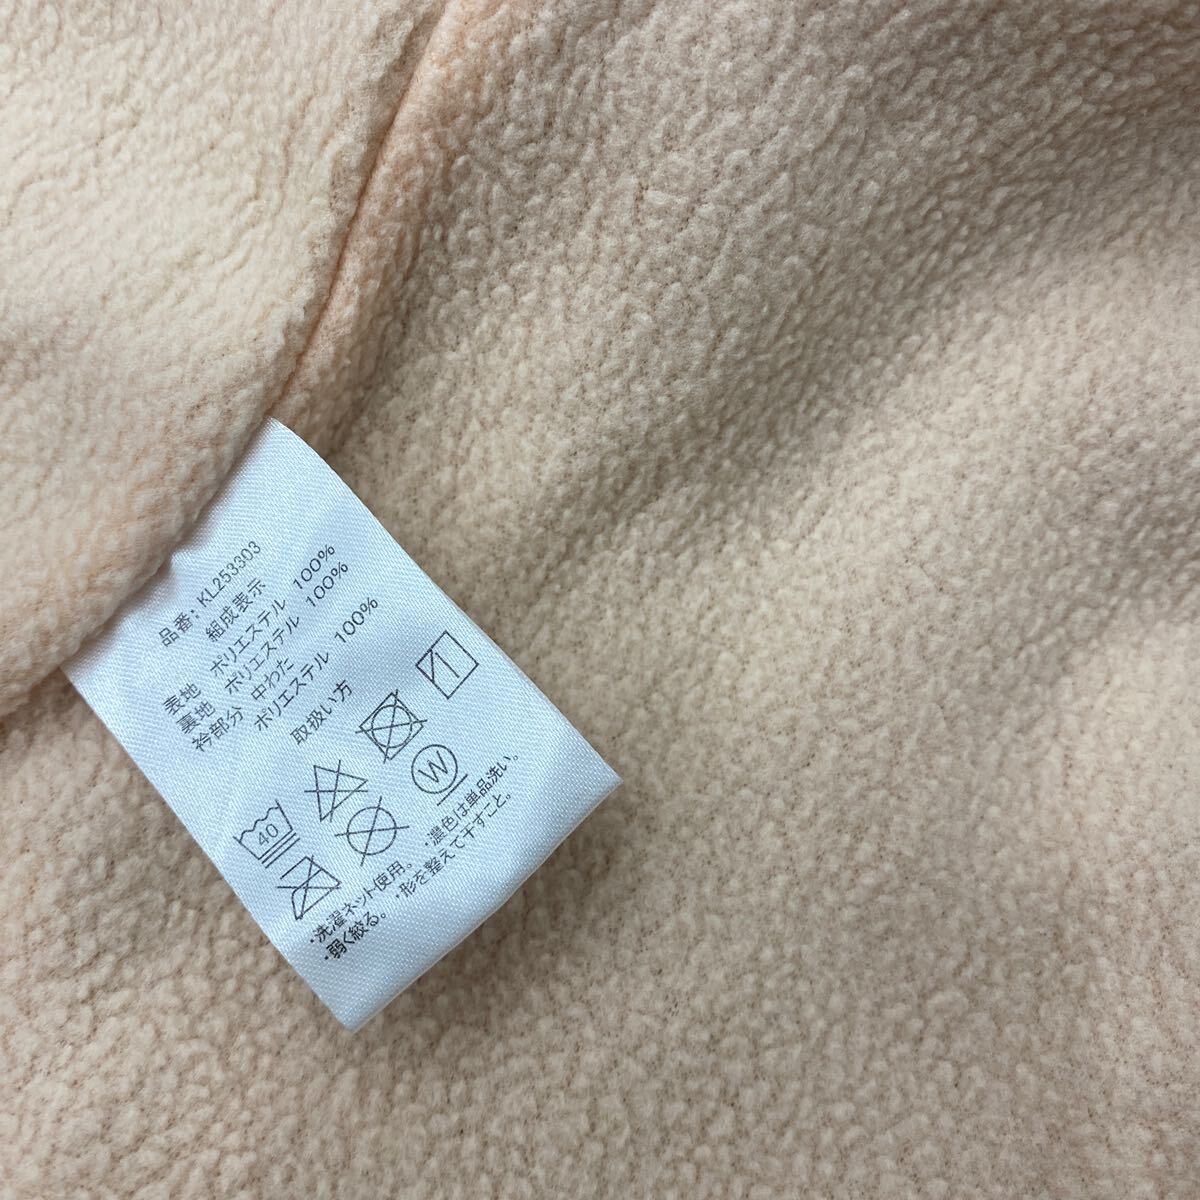 品番:KL253303
組成表示
表地 ポリエステル 100%
裏地 ポリエステル 100%
衿部分 中わた
ポリエステル 100%
取扱い方
40
W
・洗濯ネット使用。 ・濃色は単品洗い。
・弱く絞る。 ・形を整えて干すこと。